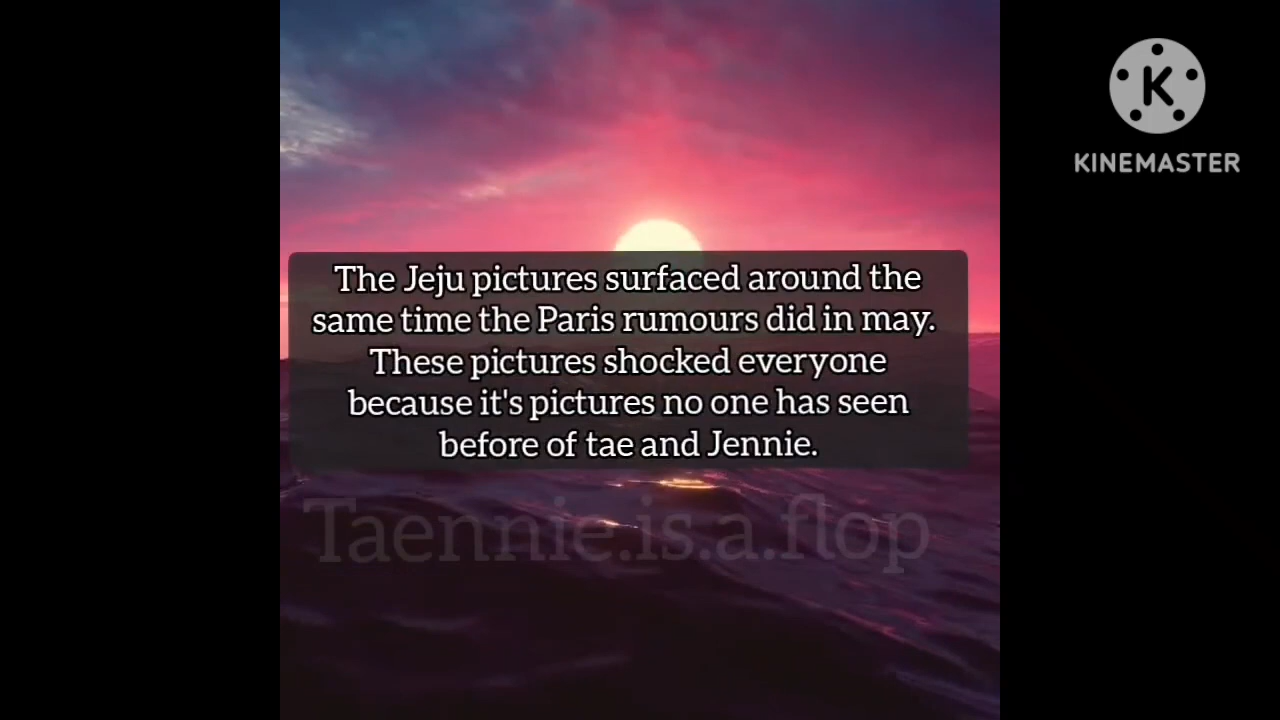 The Jeju pictures surfaced around the
same time the Paris rumours did in may.
These pictures shocked everyone
because it's pictures no one has seen
before of tae and Jennie.
Taennie.is.a.flop
K
KINEMASTER